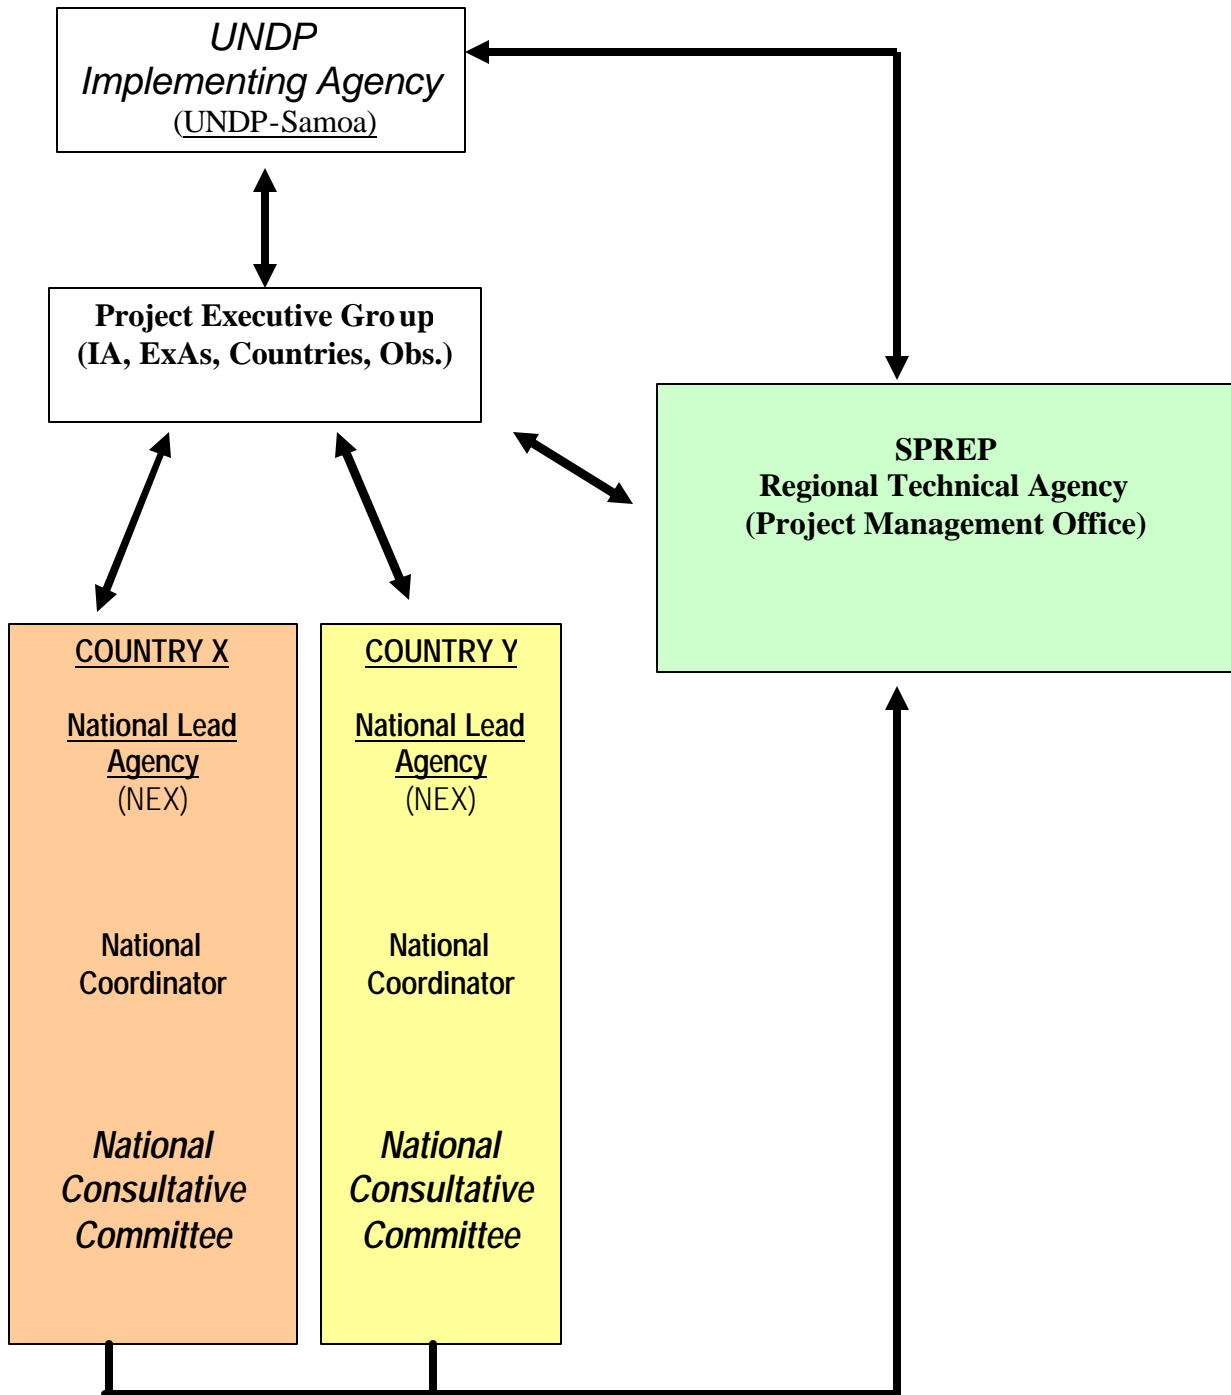 UNDP
Implementing Agency
(UNDP-Samoa)
Project Executive Group
(IA, ExAs, Countries, Obs.)
SPREP
Regional Technical Agency
(Project Management Office)
COUNTRY X
National Lead
Agency
(NEX)
National
Coordinator
National
Consultative
Committee
COUNTRY Y
National Lead
Agency
(NEX)
National
Coordinator
National
Consultative
Committee